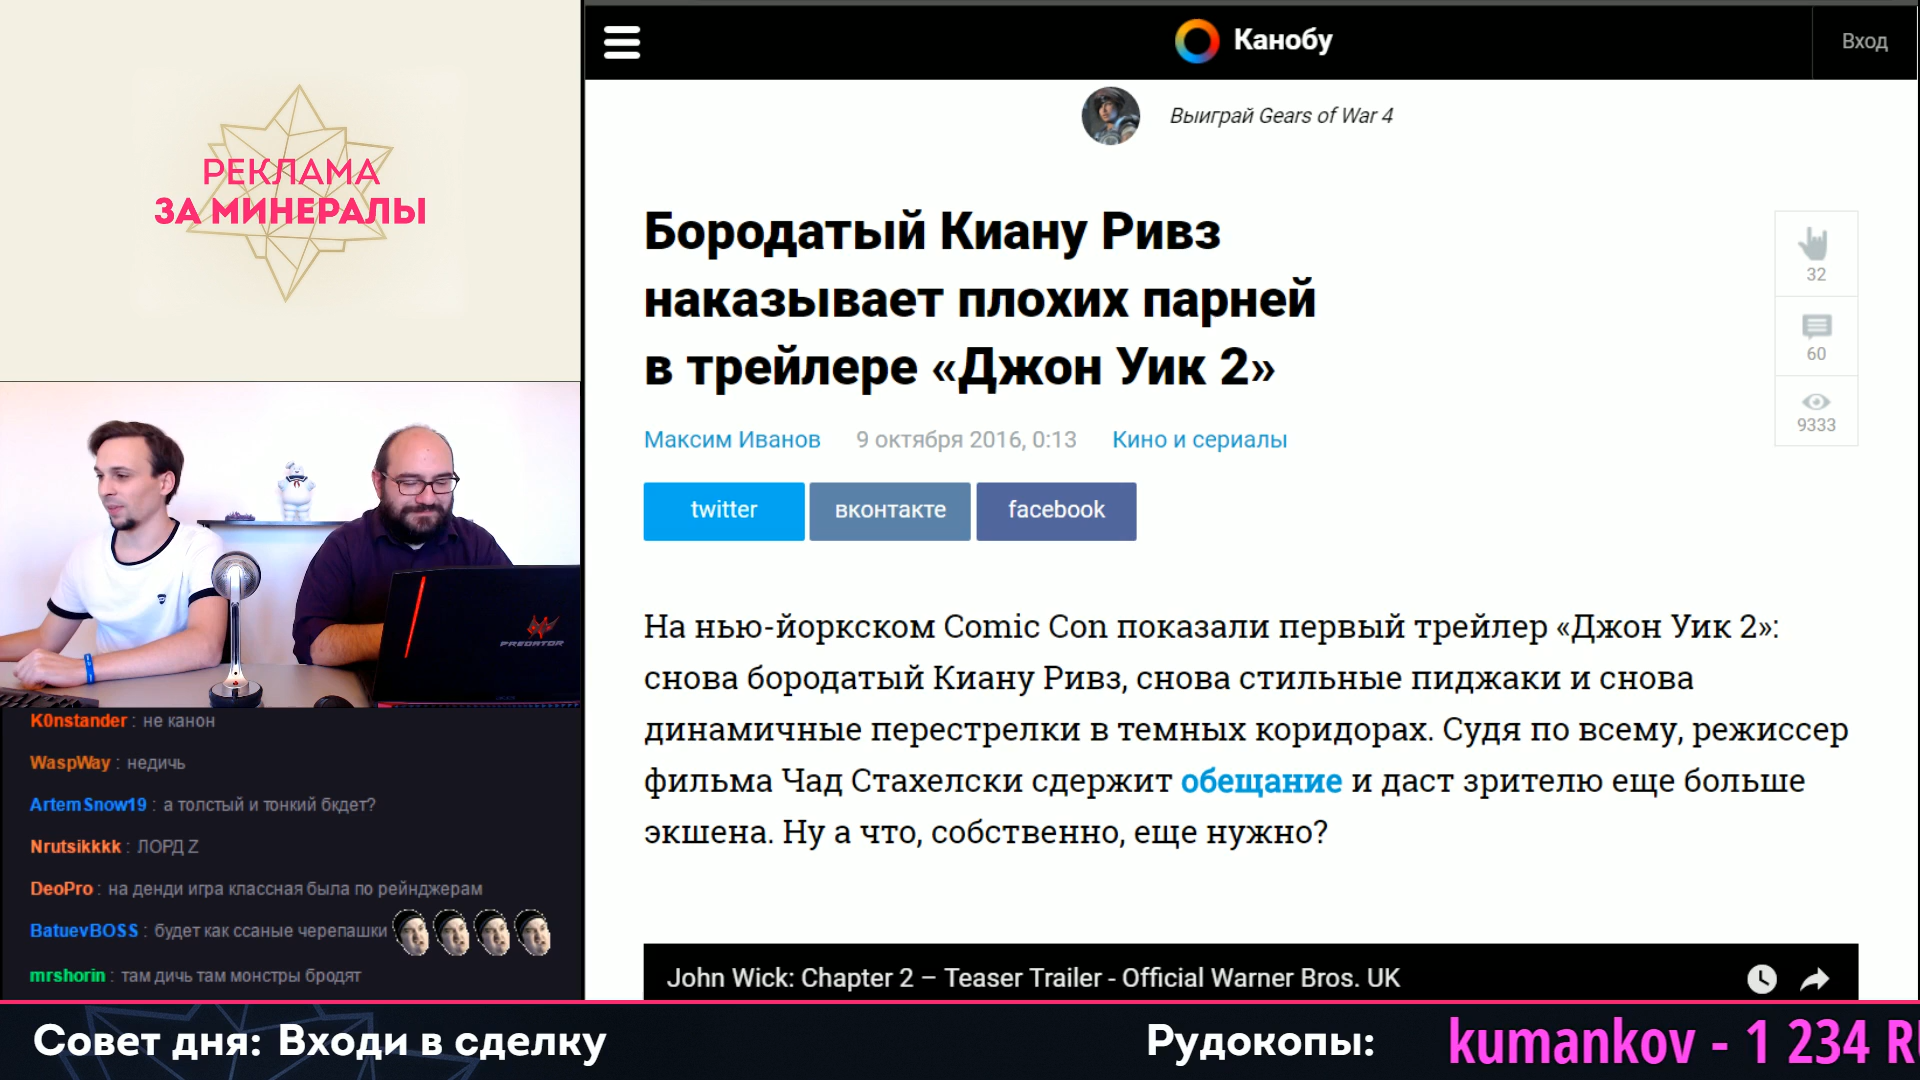 РЕКЛАМА
ЗА МИНЕРАЛЫ
PREDATOR
K0nstander : не канон
WaspWay : недичь
ArtemSnow19 : а толстый и тонкий бкдет?
Nrutsikkkk : ЛОРД Z
DeoPro : на денди игра классная была по рейнджерам
BatuevBOSS : будет как ссаные черепашки
mrshorin : там дичь там монстры бродят
Канобу
Вход
Выиграй Gears of War 4
Бородатый Киану Ривз
наказывает плохих парней
в трейлере «Джон Уик 2»
32
60
9333
Максим Иванов 9 октября 2016, 0:13 Кино и сериалы
twitter вконтакте facebook
На нью-йоркском Comic Con показали первый трейлер «Джон Уик 2»:
снова бородатый Киану Ривз, снова стильные пиджаки и снова
динамичные перестрелки в темных коридорах. Судя по всему, режиссер
фильма Чад Стахелски сдержит обещание и даст зрителю еще больше
экшена. Ну а что, собственно, еще нужно?
John Wick: Chapter 2 – Teaser Trailer - Official Warner Bros. UK
Совет дня: Входи в сделку
Рудокопы: kumankov - 1 234 R